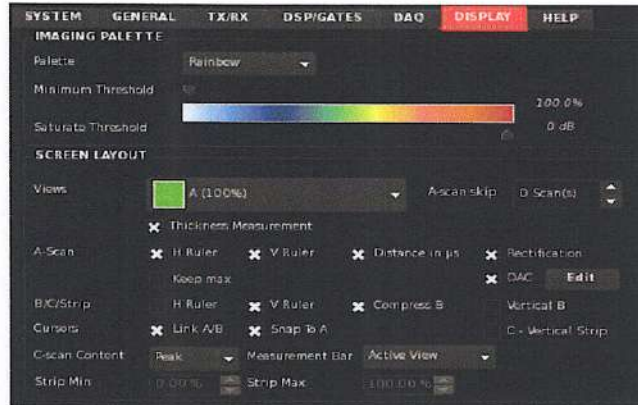 SYSTEM GENERAL TX/RX DSP/GATES DAQ DISPLAY HELP
IMAGING PALETTE
Palette Rainbow
Minimum Threshold
100.0%
Saturate Threshold 0 dB
SCREEN LAYOUT
Views A (100%) A-scan skip 0 Scan(s)
Thickness Measurement
A-Scan H Ruler V Ruler Distance in µs Rectification
Keep max DAC Edit
B/C/Strip H Ruler V Ruler Compress B Vertical B
Cursors Link A/B Snap To A C - Vertical Strip
C-scan Content Peak Measurement Bar Active View
Strip Min 0.00 % Strip Max 100.00 %